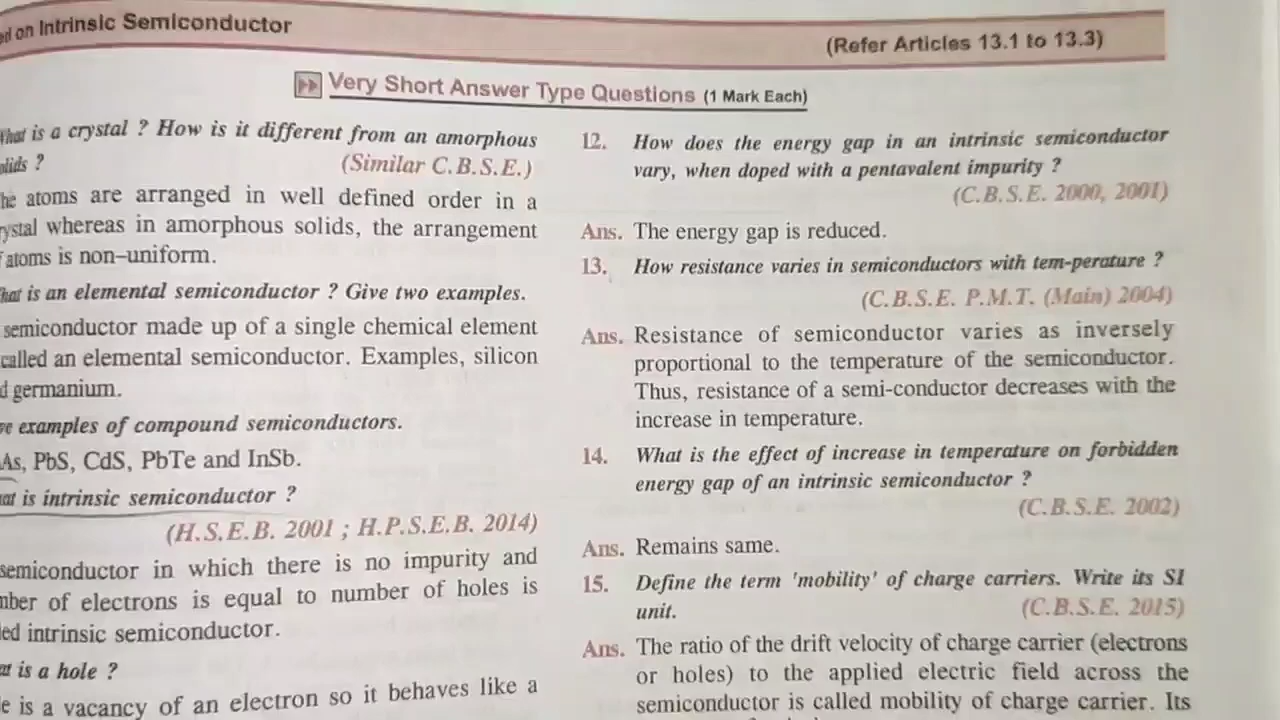 on Intrinsic Semiconductor
(Refer Articles 13.1 to 13.3)
Very Short Answer Type Questions (1 Mark Each)
What is a crystal ? How is it different from an amorphous
(Similar C.B.S.E.)
atoms are arranged in well defined order in a
whereas in amorphous solids, the arrangement
atoms is non–uniform.
is an elemental semiconductor ? Give two examples.
semiconductor made up of a single chemical element
called an elemental semiconductor. Examples, silicon
germanium.
examples of compound semiconductors.
As, PbS, CdS, PbTe and InSb.
is intrinsic semiconductor ?
(H.S.E.B. 2001 ; H.P.S.E.B. 2014)
semiconductor in which there is no impurity and
of electrons is equal to number of holes is
intrinsic semiconductor.
is a hole ?
is a vacancy of an electron so it behaves like a
12. How does the energy gap in an intrinsic semiconductor
vary, when doped with a pentavalent impurity ?
(C.B.S.E. 2000, 2001)
Ans. The energy gap is reduced.
13. How resistance varies in semiconductors with tem-perature ?
(C.B.S.E. P.M.T. (Main) 2004)
Ans. Resistance of semiconductor varies as inversely
proportional to the temperature of the semiconductor.
Thus, resistance of a semi-conductor decreases with the
increase in temperature.
14. What is the effect of increase in temperature on forbidden
energy gap of an intrinsic semiconductor ?
(C.B.S.E. 2002)
Ans. Remains same.
15. Define the term 'mobility' of charge carriers. Write its SI
unit. (C.B.S.E. 2015)
Ans. The ratio of the drift velocity of charge carrier (electrons
or holes) to the applied electric field across the
semiconductor is called mobility of charge carrier. Its